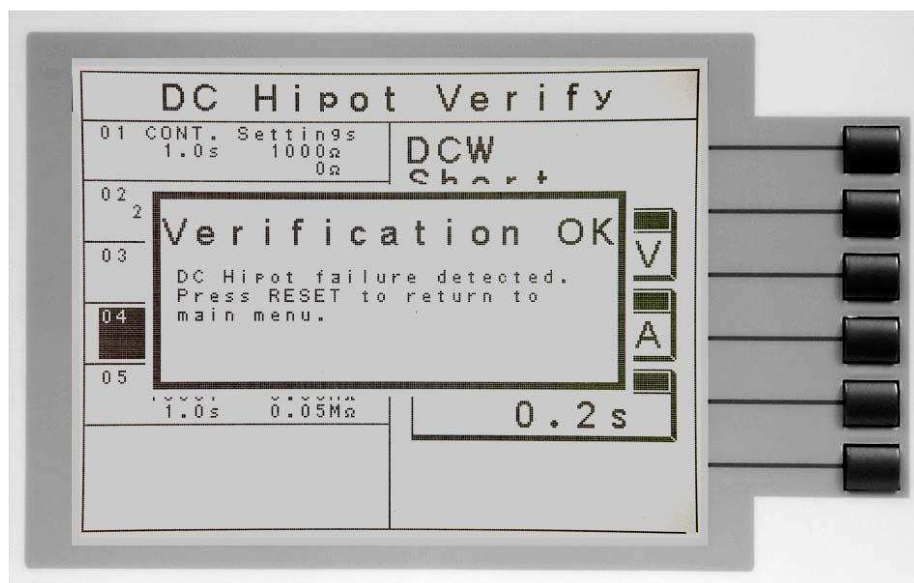 DC Hipot Verify
01 CONT. Settings
1.0s 1000Ω
0Ω
DCW
Short
02
2
03
04
05
Verification OK
DC Hipot failure detected.
Press RESET to return to
main menu.
V
A
1.0s 0.05MΩ
0.2s